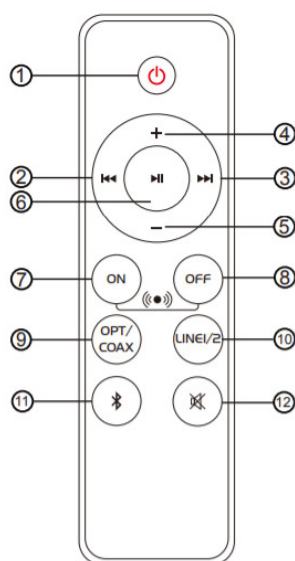 ①
④
+
②
③
⑥
−
⑤
⑦
ON
OFF
⑧
⑨
OPT/
COAX
LINE1/2
⑩
⑪
⑫